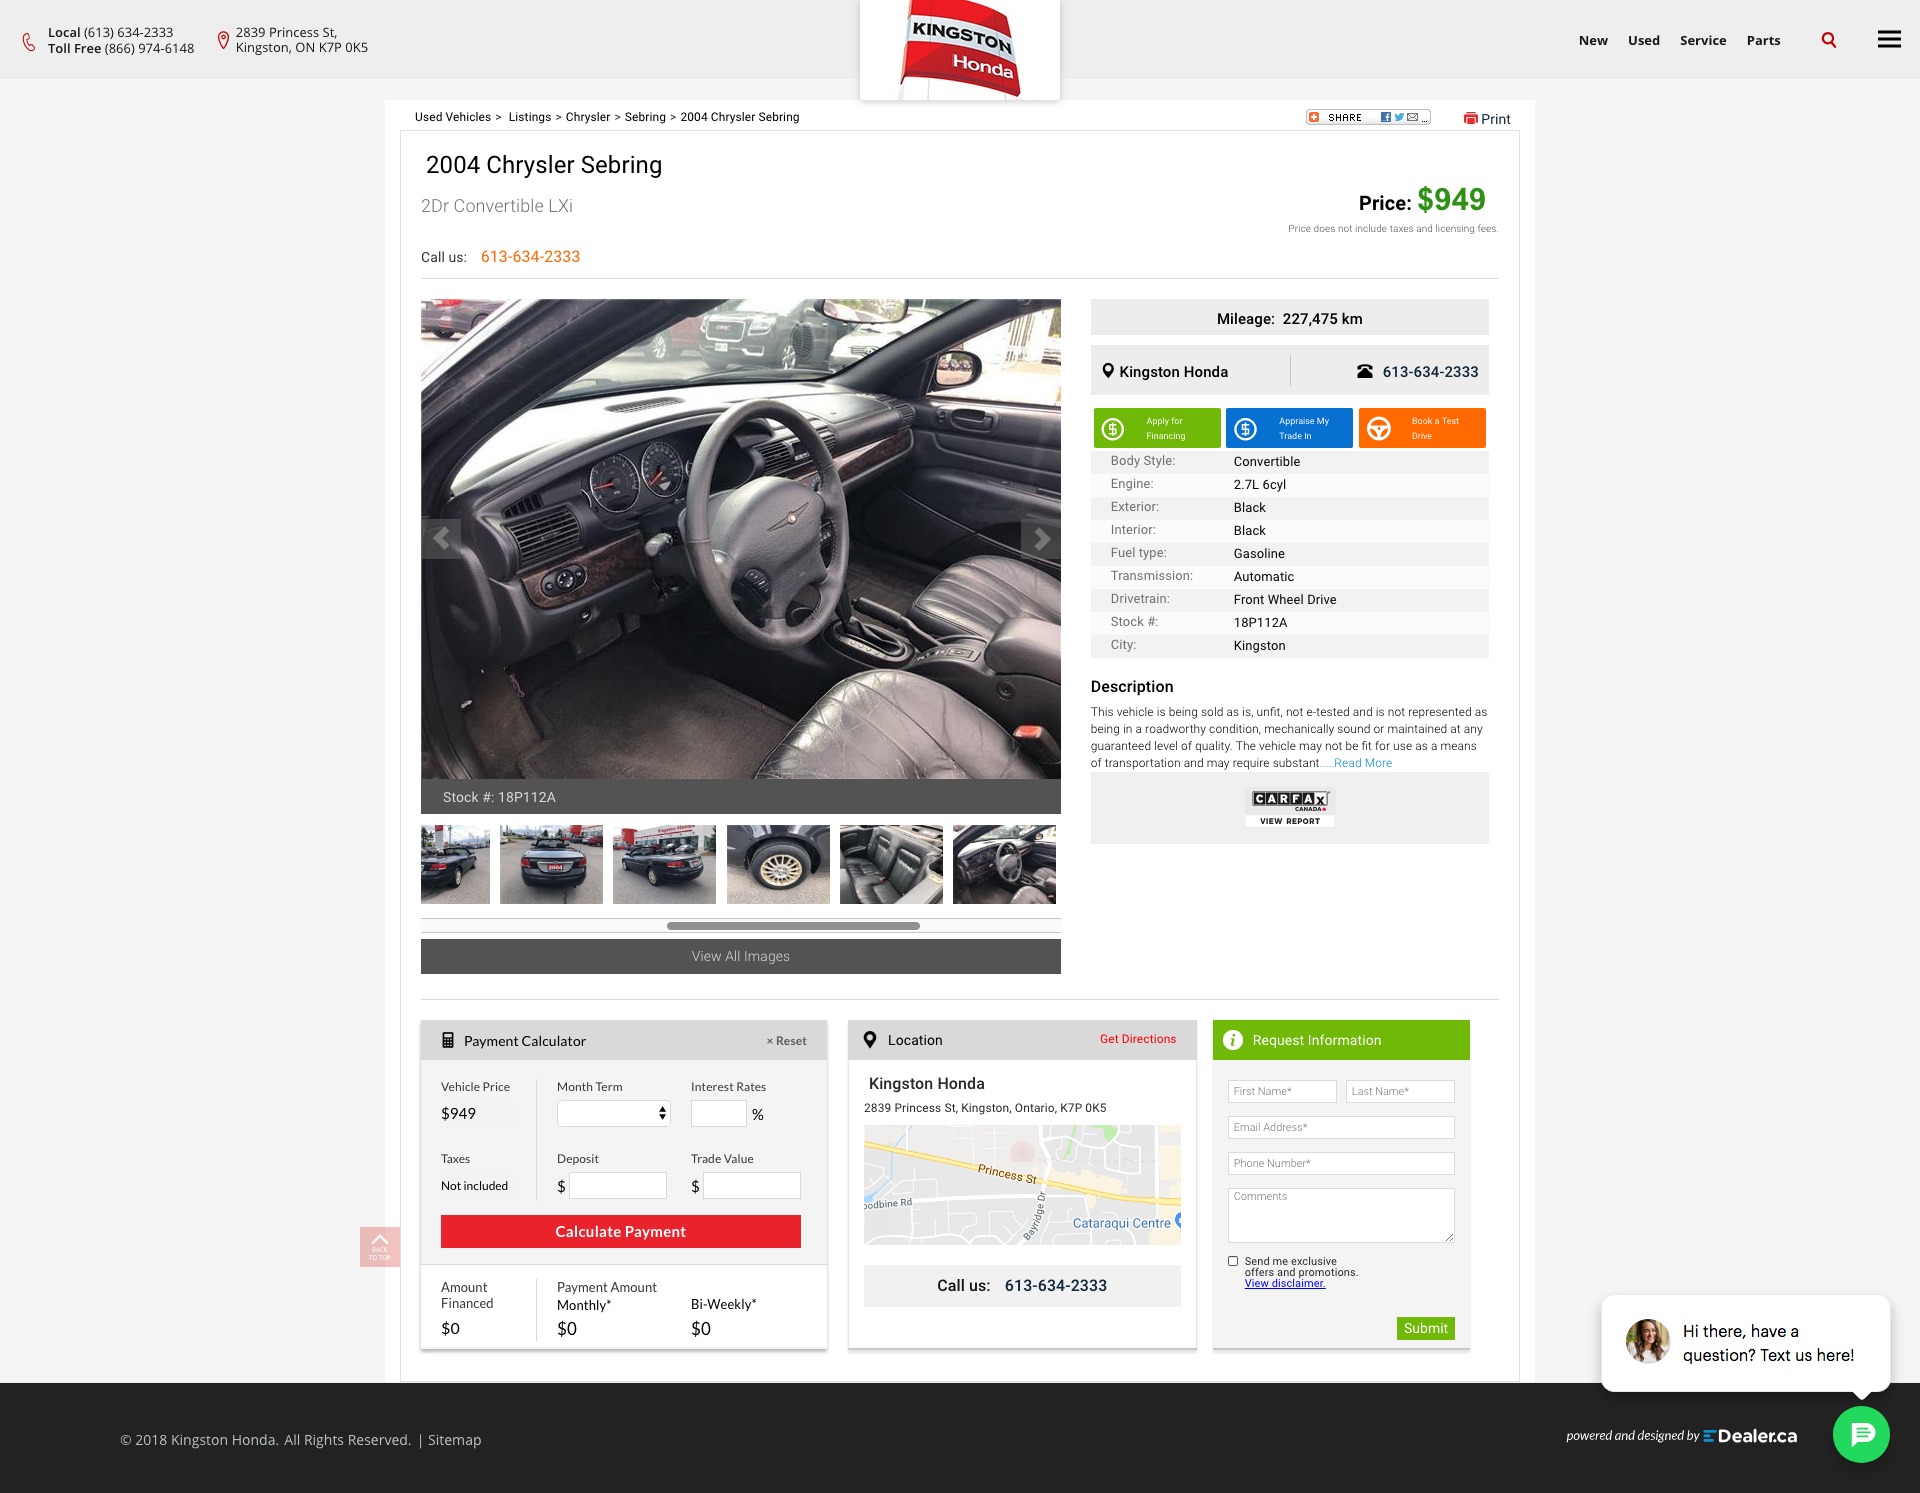 Local (613) 634-2333
Toll Free (866) 974-6148
2839 Princess St,
Kingston, ON K7P 0K5
KINGSTON
Honda
New
Used
Service
Parts
Used Vehicles > Listings > Chrysler > Sebring > 2004 Chrysler Sebring
SHARE
...
Print
2004 Chrysler Sebring
2Dr Convertible LXi
Price: $949
Price does not include taxes and licensing fees.
Call us: 613-634-2333
Mileage: 227,475 km
Kingston Honda
613-634-2333
Apply for
Financing
Appraise My
Trade In
Book a Test
Drive
Body Style: Convertible
Engine: 2.7L 6cyl
Exterior: Black
Interior: Black
Fuel type: Gasoline
Transmission: Automatic
Drivetrain: Front Wheel Drive
Stock #: 18P112A
City: Kingston
Description
This vehicle is being sold as is, unfit, not e-tested and is not represented as
being in a roadworthy condition, mechanically sound or maintained at any
guaranteed level of quality. The vehicle may not be fit for use as a means
of transportation and may require substant.....Read More
CARFAX
CANADA
VIEW REPORT
Stock #: 18P112A
2004
View All Images
Payment Calculator
× Reset
Vehicle Price
$949
Month Term
Interest Rates
%
Taxes
Not included
Deposit
$
Trade Value
$
Calculate Payment
Amount
Financed
$0
Payment Amount
Monthly*
$0
Bi-Weekly*
$0
Location
Get Directions
Kingston Honda
2839 Princess St, Kingston, Ontario, K7P 0K5
Princess St
oodbine Rd
Bayridge Dr
Cataraqui Centre
Call us: 613-634-2333
Request Information
First Name*
Last Name*
Email Address*
Phone Number*
Comments
Send me exclusive
offers and promotions.
View disclaimer.
Submit
BACK
TO TOP
Hi there, have a
question? Text us here!
© 2018 Kingston Honda. All Rights Reserved. | Sitemap
powered and designed by EDealer.ca